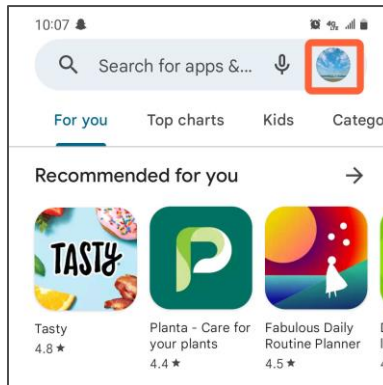 10:07
4G
Search for apps &...
For you Top charts Kids Catego
Recommended for you
TASTY
P
Tasty
4.8 ★
Planta - Care for
your plants
4.4 ★
Fabulous Daily
Routine Planner
4.5 ★